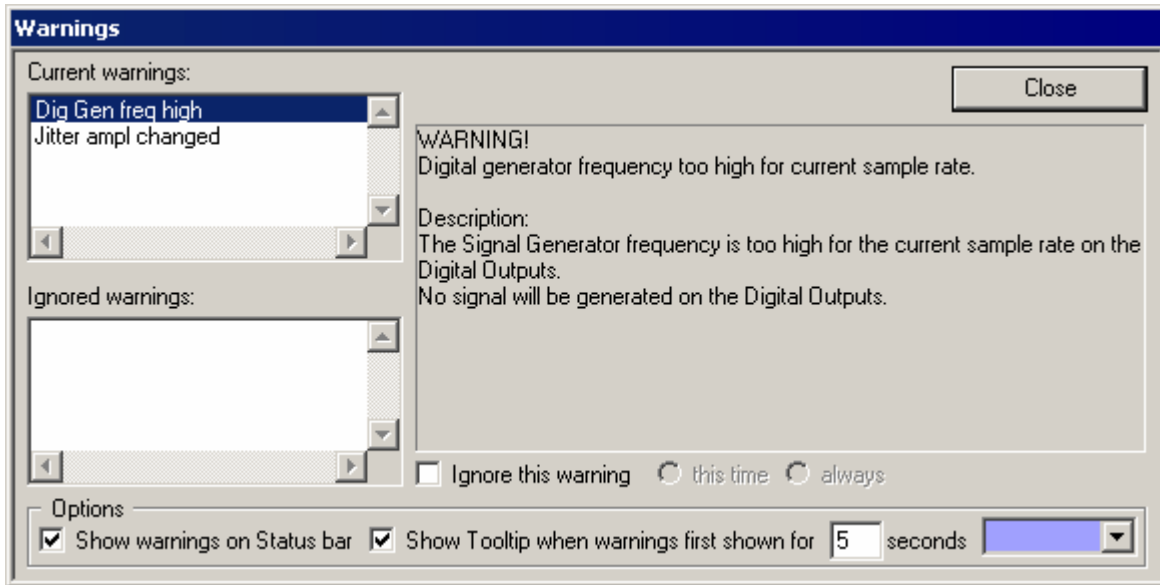 Warnings
Current warnings:
Dig Gen freq high
Jitter ampl changed
Ignored warnings:
Close
WARNING!
Digital generator frequency too high for current sample rate.
Description:
The Signal Generator frequency is too high for the current sample rate on the
Digital Outputs.
No signal will be generated on the Digital Outputs.
Ignore this warning this time always
Options
Show warnings on Status bar Show Tooltip when warnings first shown for 5 seconds